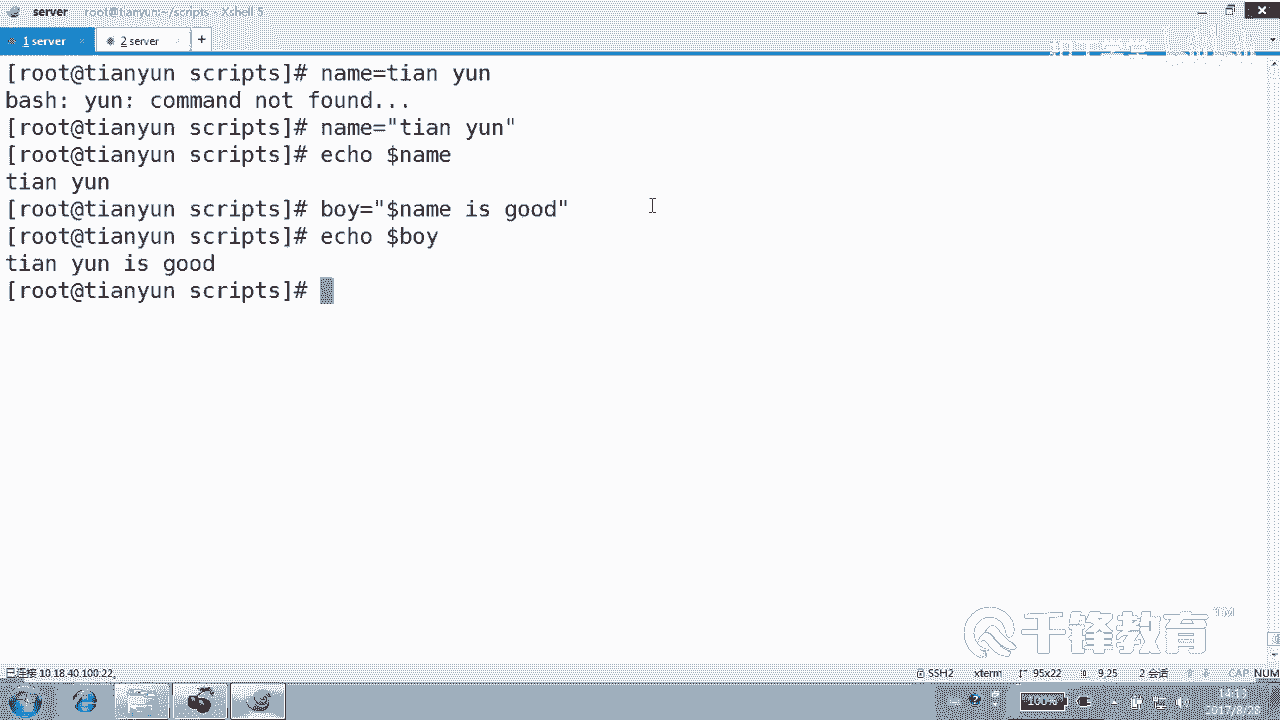 server root@tianyun:~/scripts - Xshell 5
1 server × 2 server × +
[root@tianyun scripts]# name=tian yun
bash: yun: command not found...
[root@tianyun scripts]# name="tian yun"
[root@tianyun scripts]# echo $name
tian yun
[root@tianyun scripts]# boy="$name is good"
[root@tianyun scripts]# echo $boy
tian yun is good
[root@tianyun scripts]#
千锋教育 TM
已连接 10.18.40.100:22。 SSH2 xterm 95x22 9,25 2 会话 CAP NUM
100% 14:13
2017/8/28